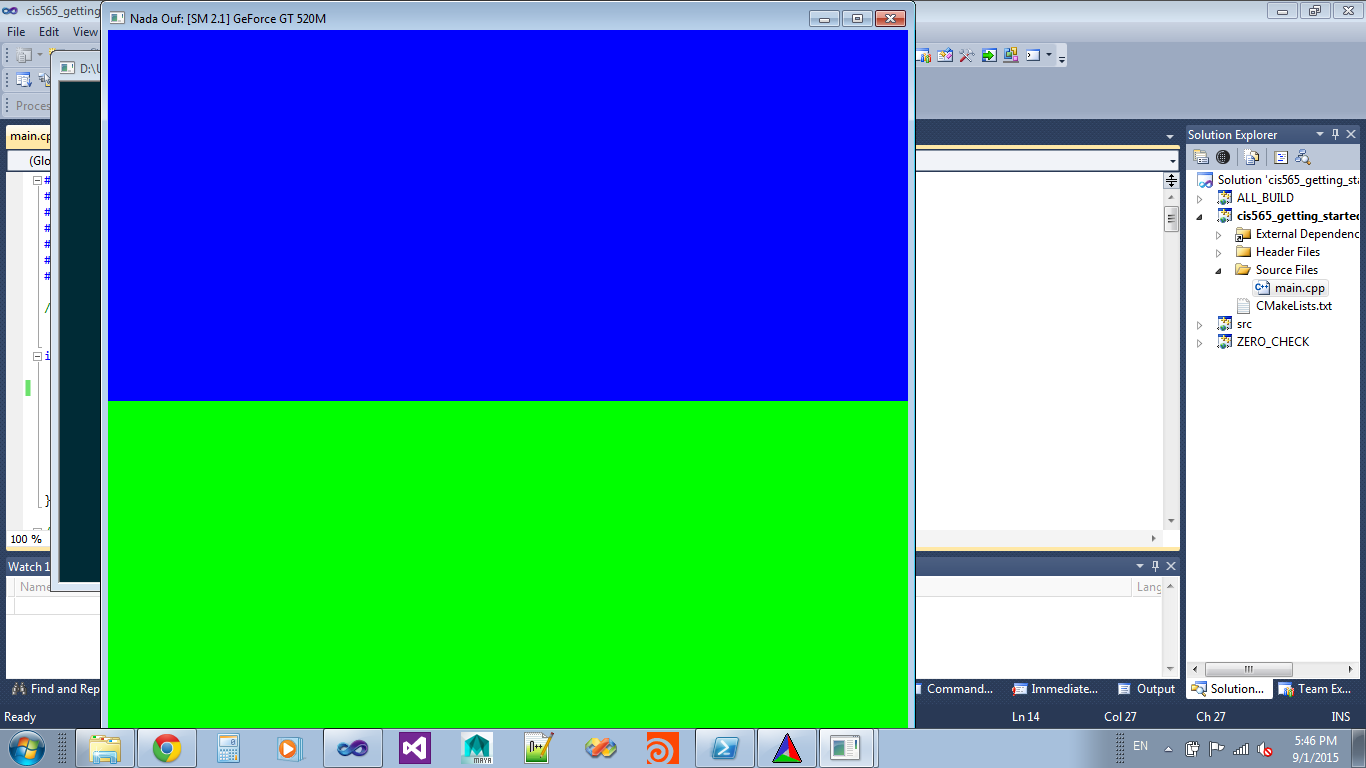 cis565_getting
Nada Ouf: [SM 2.1] GeForce GT 520M
File Edit View
D:\U
Process
main.cp
Solution Explorer
(Glo
Solution 'cis565_getting_sta
ALL_BUILD
cis565_getting_started
External Dependenc
Header Files
Source Files
main.cpp
CMakeLists.txt
src
ZERO_CHECK
#
#
#
#
#
#
#
/
i
}
100 %
Watch 1
Name
Lang
Find and Rep
Command...
Immediate...
Output
Solution...
Team Ex...
Ready
Ln 14
Col 27
Ch 27
INS
MAYA
N++
EN
5:46 PM
9/1/2015